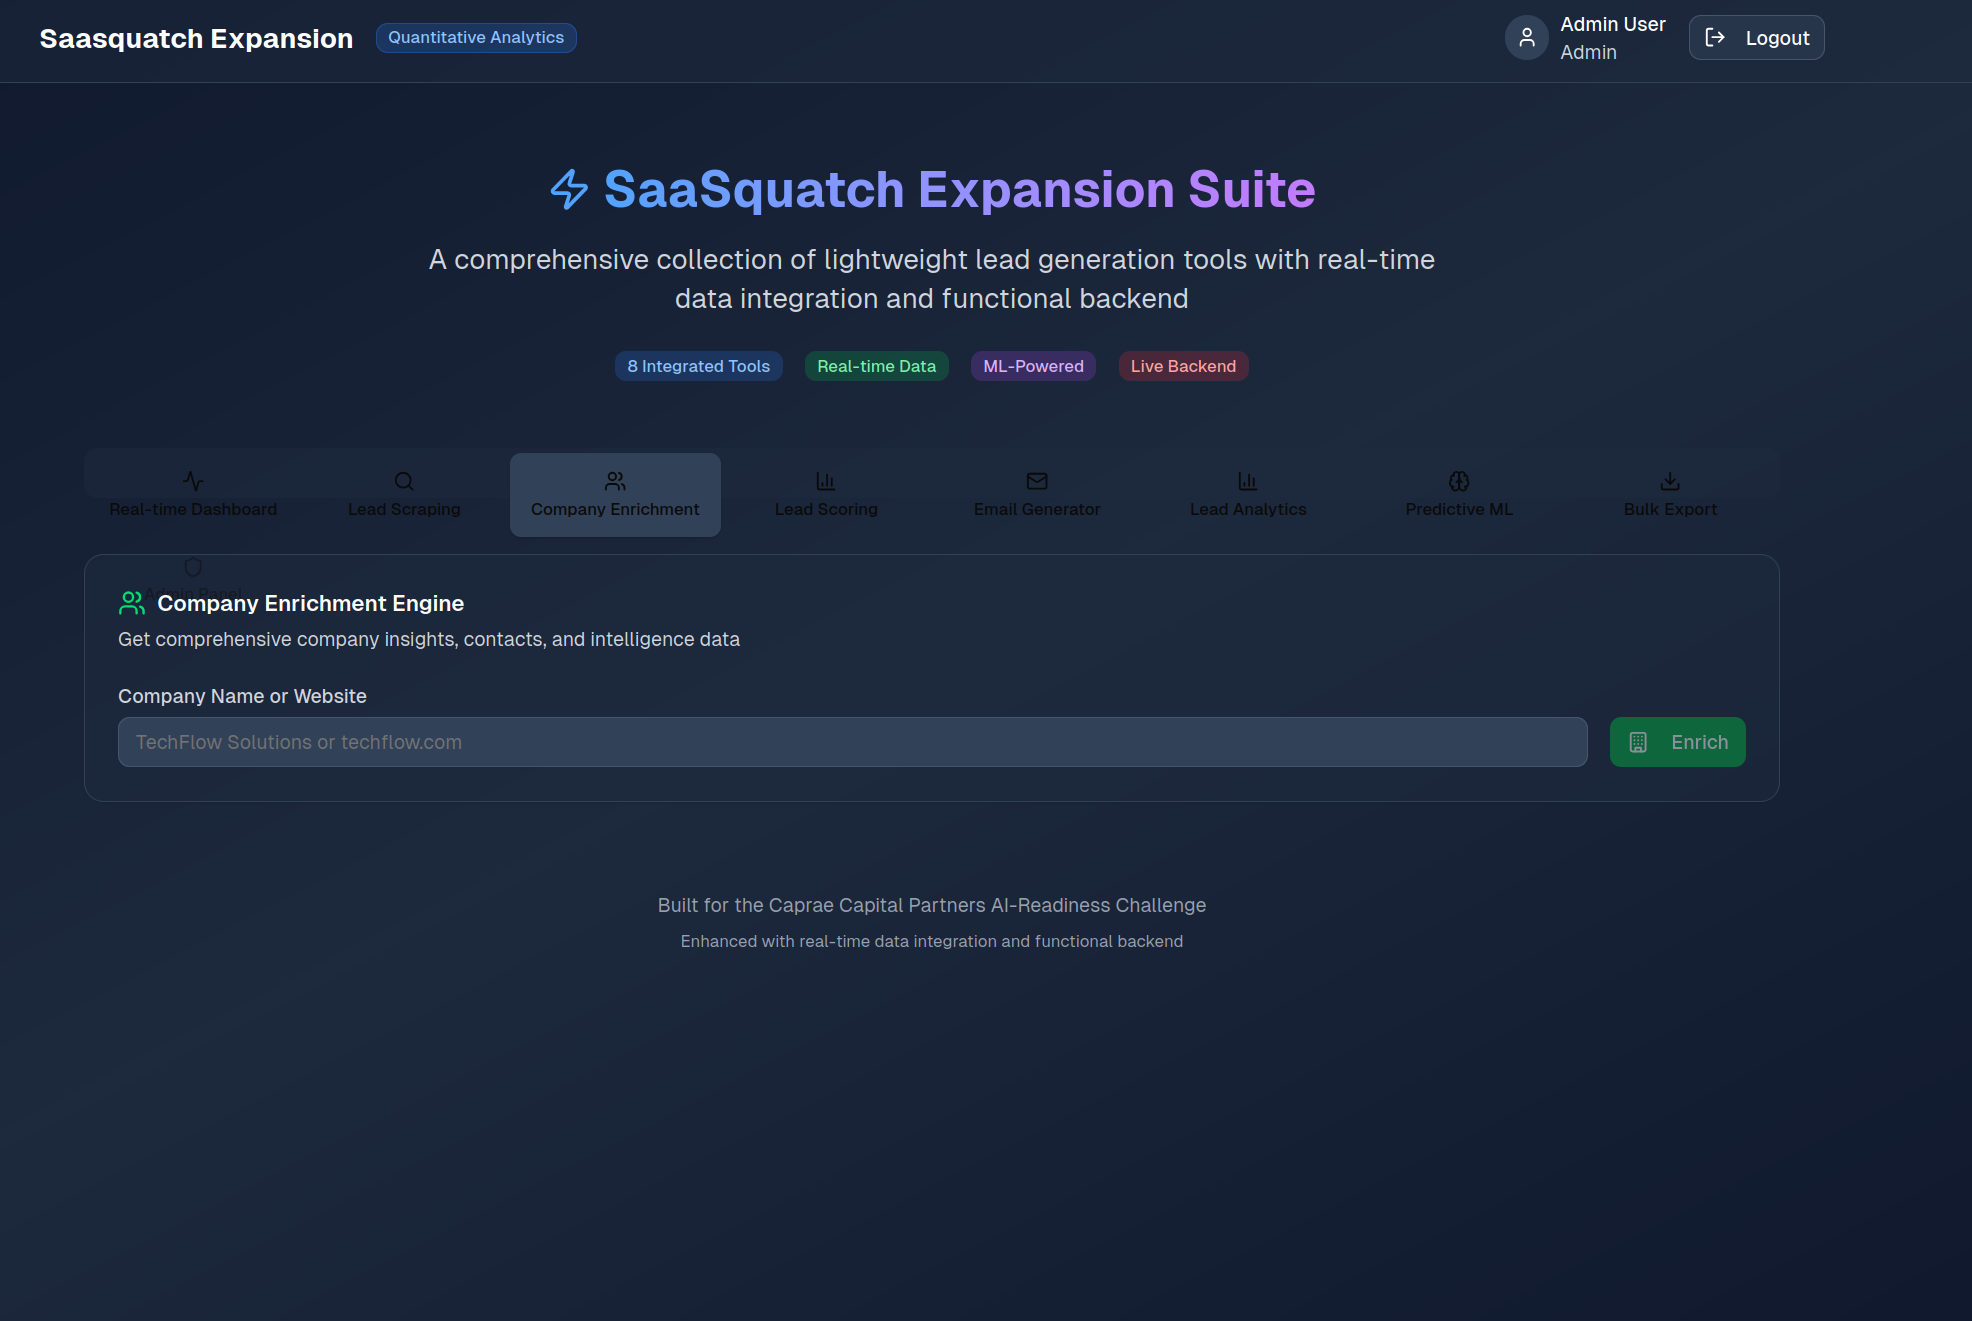 Saasquatch Expansion
Quantitative Analytics
Admin User
Admin
Logout
SaaSquatch Expansion Suite
A comprehensive collection of lightweight lead generation tools with real-time
data integration and functional backend
8 Integrated Tools
Real-time Data
ML-Powered
Live Backend
Real-time Dashboard
Lead Scraping
Company Enrichment
Lead Scoring
Email Generator
Lead Analytics
Predictive ML
Bulk Export
Admin Panel
Company Enrichment Engine
Get comprehensive company insights, contacts, and intelligence data
Company Name or Website
TechFlow Solutions or techflow.com
Enrich
Built for the Caprae Capital Partners AI-Readiness Challenge
Enhanced with real-time data integration and functional backend